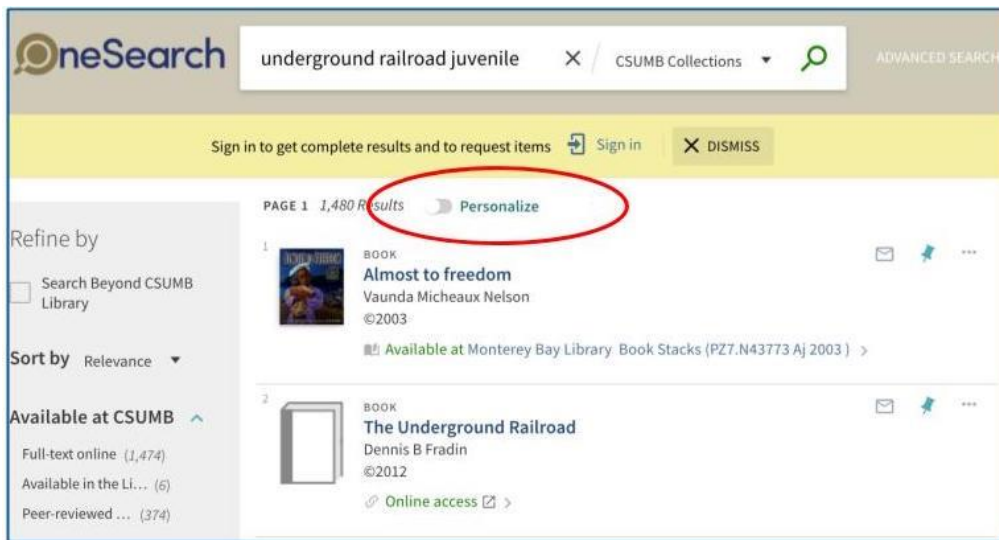 OneSearch
underground railroad juvenile
CSUMB Collections
ADVANCED SEARCH
Sign in to get complete results and to request items Sign in DISMISS
PAGE 1 1,480 Results Personalize
Refine by
Search Beyond CSUMB
Library
Sort by Relevance
Available at CSUMB
Full-text online (1,474)
Available in the Li... (6)
Peer-reviewed ... (374)
1
BOOK
Almost to freedom
Vaunda Micheaux Nelson
©2003
Available at Monterey Bay Library Book Stacks (PZ7.N43773 Aj 2003 )
2
BOOK
The Underground Railroad
Dennis B Fradin
©2012
Online access